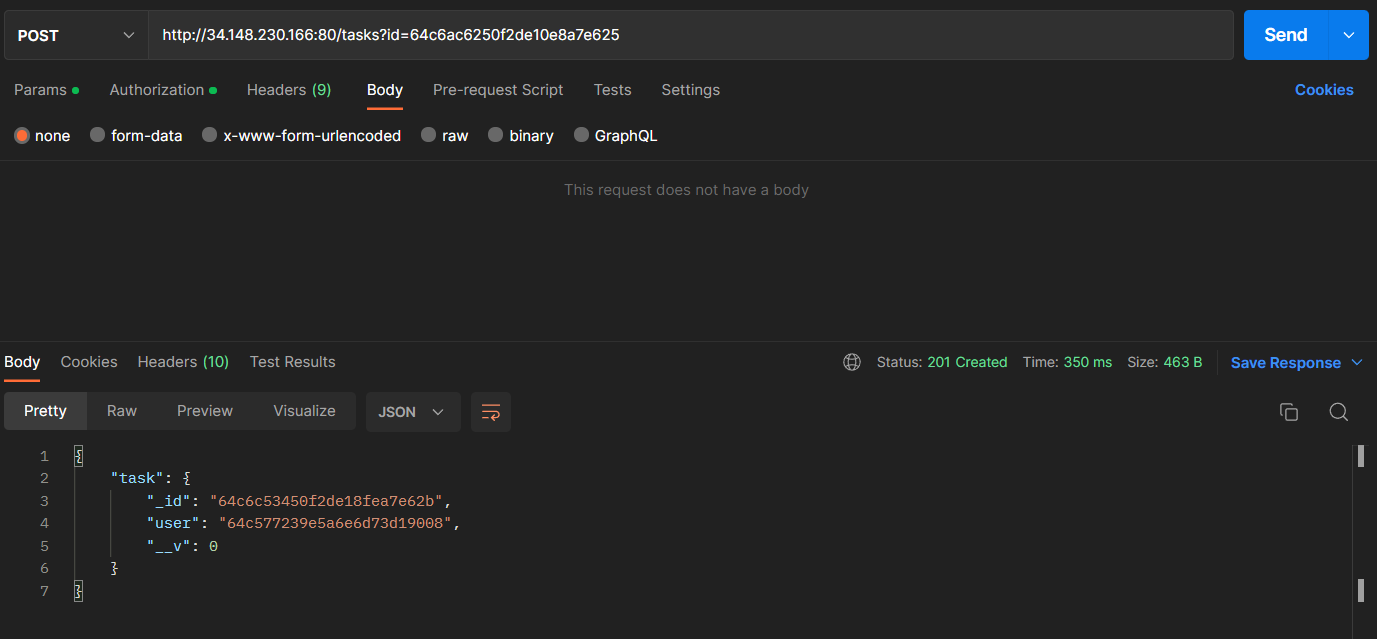 POST http://34.148.230.166:80/tasks?id=64c6ac6250f2de10e8a7e625 Send
Params Authorization Headers (9) Body Pre-request Script Tests Settings Cookies
none form-data x-www-form-urlencoded raw binary GraphQL
This request does not have a body
Body Cookies Headers (10) Test Results Status: 201 Created Time: 350 ms Size: 463 B Save Response
Pretty Raw Preview Visualize JSON
1 {
2 "task": {
3 "_id": "64c6c53450f2de18fea7e62b",
4 "user": "64c577239e5a6e6d73d19008",
5 "__v": 0
6 }
7 }